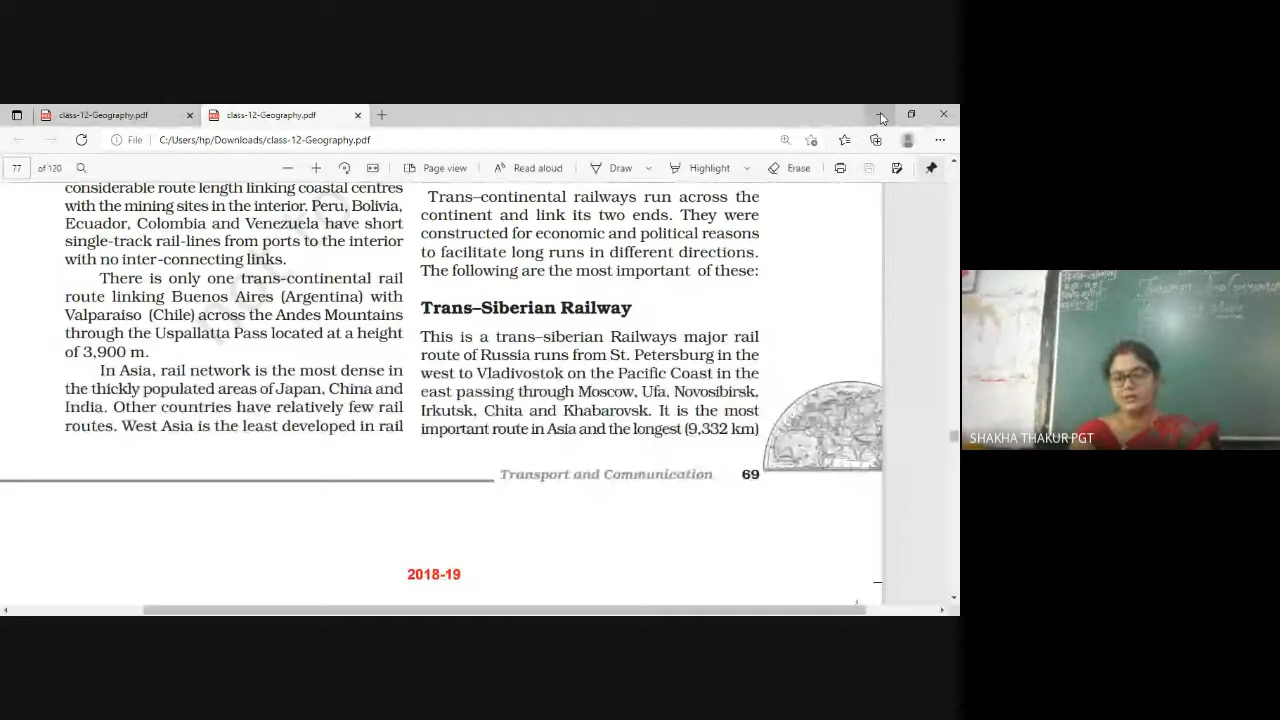 class-12-Geography.pdf
class-12-Geography.pdf
File
C:/Users/hp/Downloads/class-12-Geography.pdf
77 of 120
Page view
Read aloud
Draw
Highlight
Erase
considerable route length linking coastal centres
with the mining sites in the interior. Peru, Bolivia,
Ecuador, Colombia and Venezuela have short
single-track rail-lines from ports to the interior
with no inter-connecting links.
There is only one trans-continental rail
route linking Buenos Aires (Argentina) with
Valparaiso (Chile) across the Andes Mountains
through the Uspallatta Pass located at a height
of 3,900 m.
In Asia, rail network is the most dense in
the thickly populated areas of Japan, China and
India. Other countries have relatively few rail
routes. West Asia is the least developed in rail
Trans–continental railways run across the
continent and link its two ends. They were
constructed for economic and political reasons
to facilitate long runs in different directions.
The following are the most important of these:
Trans–Siberian Railway
This is a trans–siberian Railways major rail
route of Russia runs from St. Petersburg in the
west to Vladivostok on the Pacific Coast in the
east passing through Moscow, Ufa, Novosibirsk,
Irkutsk, Chita and Khabarovsk. It is the most
important route in Asia and the longest (9,332 km)
Transport and Communication 69
2018-19
SHAKHA THAKUR PGT